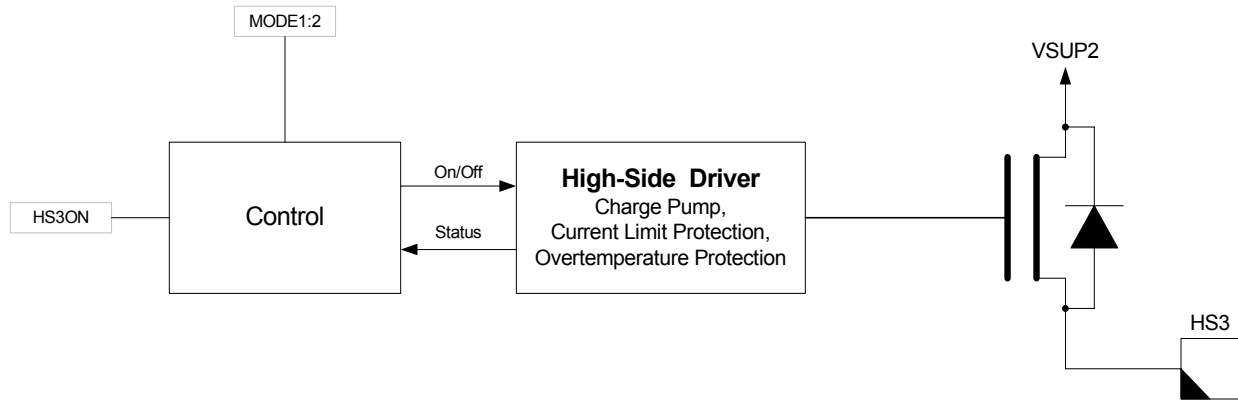 MODE1:2
VSUP2
On/Off
High-Side Driver
Charge Pump,
HS3ON
Control
Current Limit Protection,
Status
Overtemperature Protection
HS3